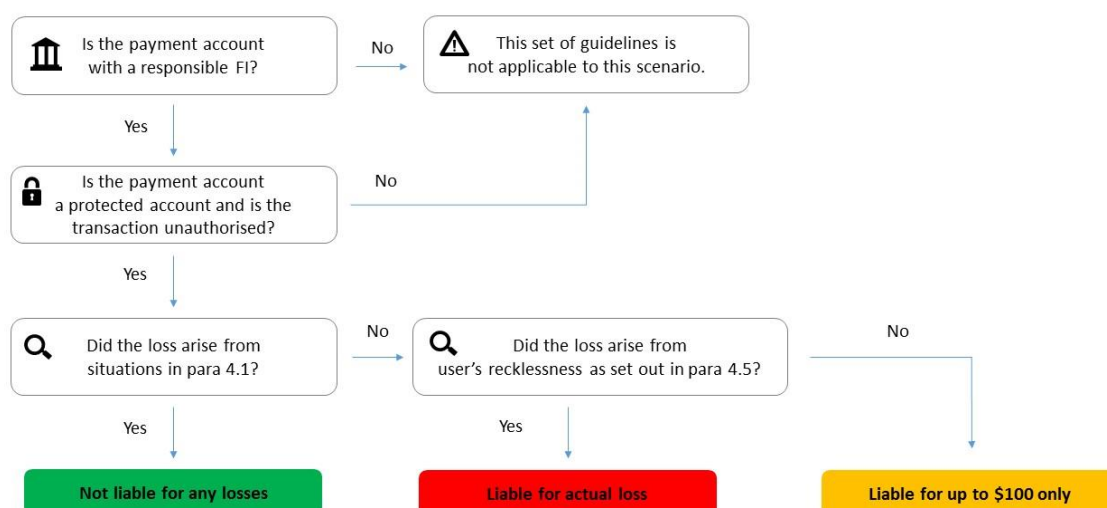 Is the payment account
with a responsible FI?
No
This set of guidelines is
not applicable to this scenario.
Yes
Is the payment account
a protected account and is the
transaction unauthorised?
No
Yes
Did the loss arise from
situations in para 4.1?
No
Did the loss arise from
user's recklessness as set out in para 4.5?
No
Yes
Yes
Not liable for any losses
Liable for actual loss
Liable for up to $100 only